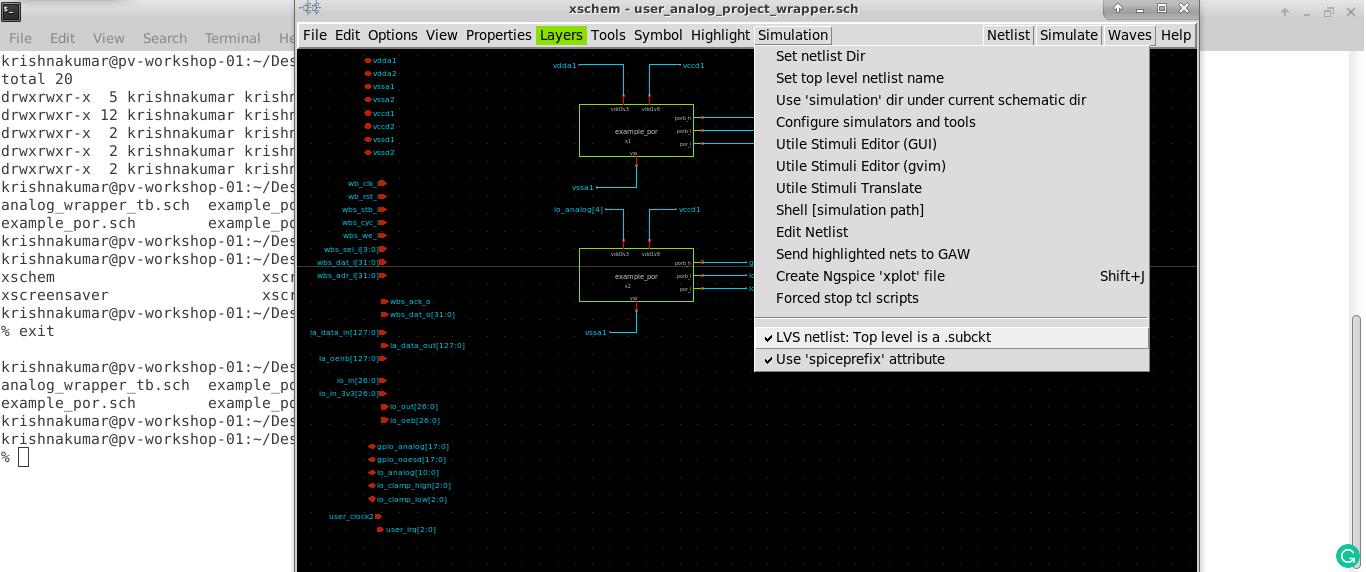 xschem - user_analog_project_wrapper.sch
File Edit View Search Terminal He
File Edit Options View Properties Layers Tools Symbol Highlight Simulation Netlist Simulate Waves Help
krishnakumar@pv-workshop-01:~/Des
total 20
drwxrwxr-x  5 krishnakumar krishn
drwxrwxr-x 12 krishnakumar krishn
drwxrwxr-x  2 krishnakumar krishn
drwxrwxr-x  2 krishnakumar krishn
drwxrwxr-x  2 krishnakumar krishn
krishnakumar@pv-workshop-01:~/Des
analog_wrapper_tb.sch  example_po
example_por.sch        example_po
krishnakumar@pv-workshop-01:~/Des
krishnakumar@pv-workshop-01:~/Des
xschem                       xscr
xscreensaver                 xscr
krishnakumar@pv-workshop-01:~/Des
% exit
krishnakumar@pv-workshop-01:~/Des
analog_wrapper_tb.sch  example_po
example_por.sch        example_po
krishnakumar@pv-workshop-01:~/Des
krishnakumar@pv-workshop-01:~/Des
%
vdda1
vdda2
vssa1
vssa2
vccd1
vccd2
vssd1
vssd2
wb_clk_i
wb_rst_i
wbs_stb_i
wbs_cyc_i
wbs_we_i
wbs_sel_i[3:0]
wbs_dat_i[31:0]
wbs_adr_i[31:0]
wbs_ack_o
wbs_dat_o[31:0]
la_data_in[127:0]
la_data_out[127:0]
la_oenb[127:0]
io_in[26:0]
io_in_3v3[26:0]
io_out[26:0]
io_oeb[26:0]
gpio_analog[17:0]
gpio_noesd[17:0]
io_analog[10:0]
io_clamp_high[2:0]
io_clamp_low[2:0]
user_clock2
user_irq[2:0]
vdda1 vccd1
vdd3v3 vdd1v8
porb_h
example_por
porb_l
x1
por_l
vss
vssa1
io_analog[4] vccd1
vdd3v3 vdd1v8
porb_h
example_por
porb_l
x2
por_l
vss
vssa1
Set netlist Dir
Set top level netlist name
Use 'simulation' dir under current schematic dir
Configure simulators and tools
Utile Stimuli Editor (GUI)
Utile Stimuli Editor (gvim)
Utile Stimuli Translate
Shell [simulation path]
Edit Netlist
Send highlighted nets to GAW
Create Ngspice 'xplot' file Shift+J
Forced stop tcl scripts
LVS netlist: Top level is a .subckt
Use 'spiceprefix' attribute